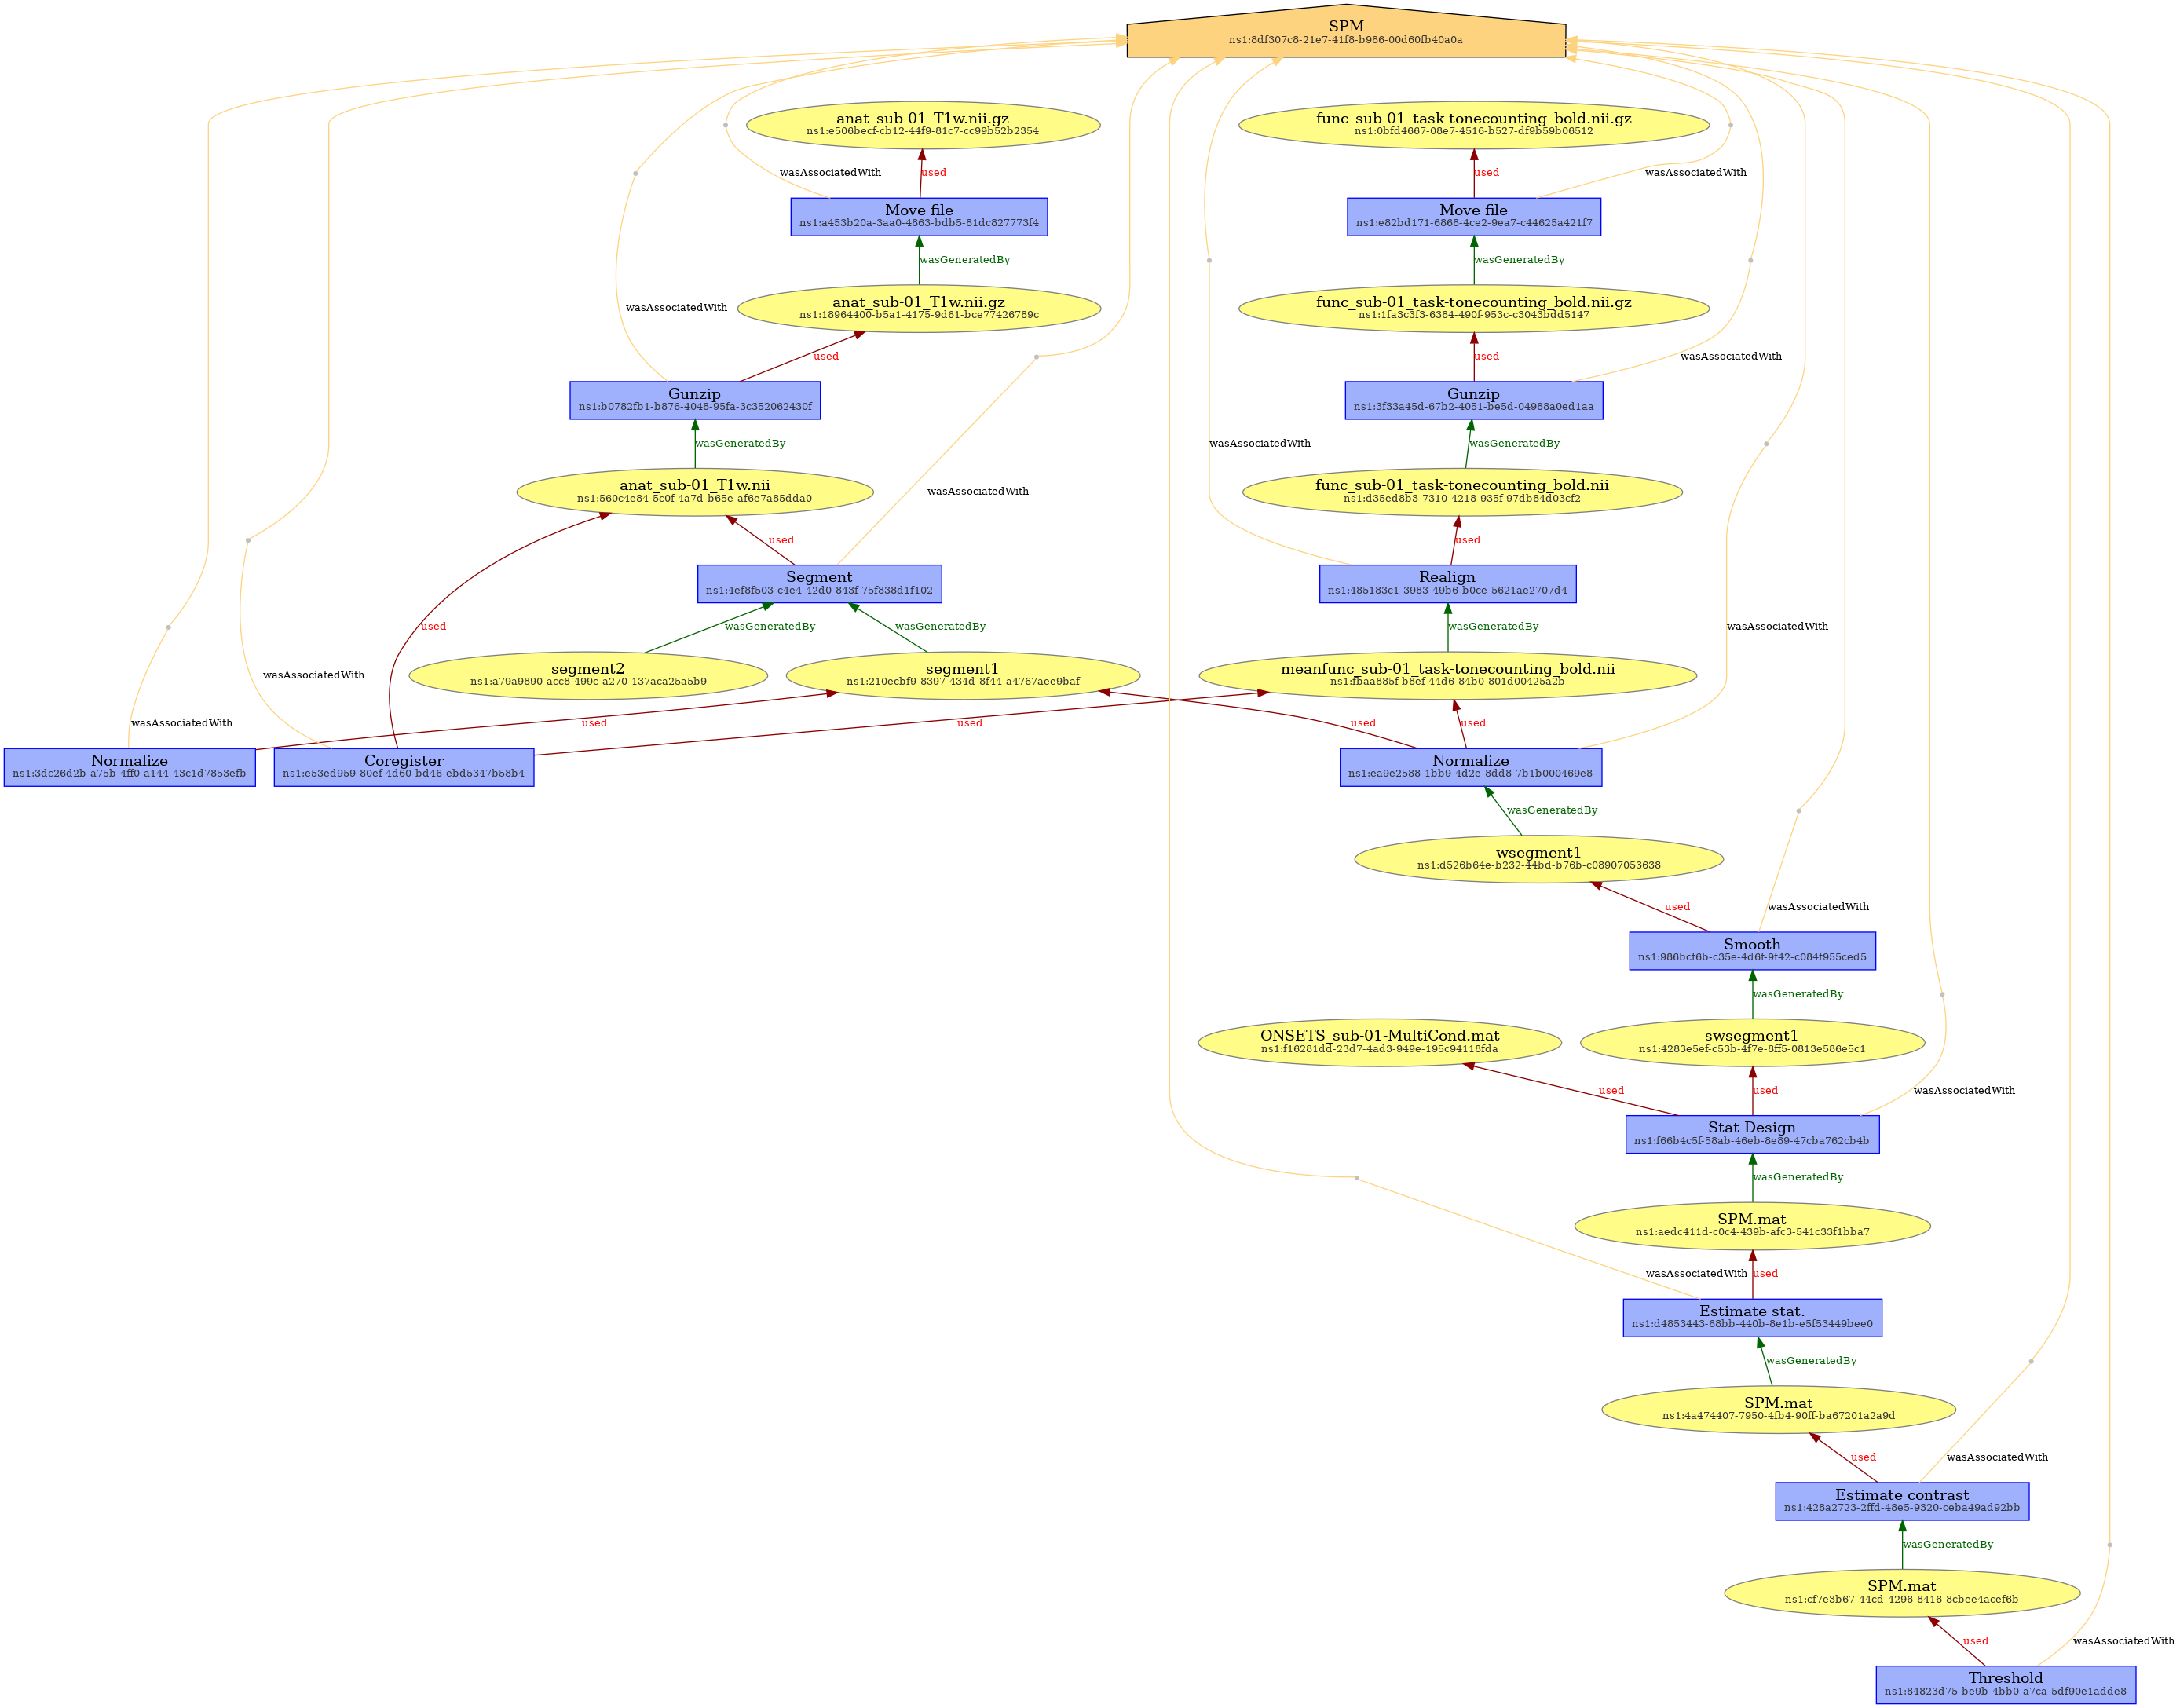 SPM
ns1:8df307c8-21e7-41f8-b986-00d60fb40a0a
anat_sub-01_T1w.nii.gz
ns1:e506becf-cb12-44f9-81c7-cc99b52b2354
func_sub-01_task-tonecounting_bold.nii.gz
ns1:0bfd4667-08e7-4516-b527-df9b59b06512
wasAssociatedWith
used
used
wasAssociatedWith
Move file
ns1:a453b20a-3aa0-4863-bdb5-81dc827773f4
Move file
ns1:e82bd171-6868-4ce2-9ea7-c44625a421f7
wasGeneratedBy
wasGeneratedBy
anat_sub-01_T1w.nii.gz
ns1:18964400-b5a1-4175-9d61-bce77426789c
func_sub-01_task-tonecounting_bold.nii.gz
ns1:1fa3c3f3-6384-490f-953c-c3043bdd5147
wasAssociatedWith
used
used
wasAssociatedWith
Gunzip
ns1:b0782fb1-b876-4048-95fa-3c352062430f
Gunzip
ns1:3f33a45d-67b2-4051-be5d-04988a0ed1aa
wasGeneratedBy
wasAssociatedWith
wasGeneratedBy
anat_sub-01_T1w.nii
ns1:560c4e84-5c0f-4a7d-b65e-af6e7a85dda0
wasAssociatedWith
func_sub-01_task-tonecounting_bold.nii
ns1:d35ed8b3-7310-4218-935f-97db84d03cf2
used
used
Segment
ns1:4ef8f503-c4e4-42d0-843f-75f838d1f102
Realign
ns1:485183c1-3983-49b6-b0ce-5621ae2707d4
used
wasGeneratedBy
wasGeneratedBy
wasGeneratedBy
wasAssociatedWith
wasAssociatedWith
segment2
ns1:a79a9890-acc8-499c-a270-137aca25a5b9
segment1
ns1:210ecbf9-8397-434d-8f44-a4767aee9baf
meanfunc_sub-01_task-tonecounting_bold.nii
ns1:fbaa885f-b8ef-44d6-84b0-801d00425a2b
wasAssociatedWith
used
used
used
used
Normalize
ns1:3dc26d2b-a75b-4ff0-a144-43c1d7853efb
Coregister
ns1:e53ed959-80ef-4d60-bd46-ebd5347b58b4
Normalize
ns1:ea9e2588-1bb9-4d2e-8dd8-7b1b000469e8
wasGeneratedBy
wsegment1
ns1:d526b64e-b232-44bd-b76b-c08907053638
used
wasAssociatedWith
Smooth
ns1:986bcf6b-c35e-4d6f-9f42-c084f955ced5
wasGeneratedBy
ONSETS_sub-01-MultiCond.mat
ns1:f16281dd-23d7-4ad3-949e-195c94118fda
swsegment1
ns1:4283e5ef-c53b-4f7e-8ff5-0813e586e5c1
used
used
wasAssociatedWith
Stat Design
ns1:f66b4c5f-58ab-46eb-8e89-47cba762cb4b
wasGeneratedBy
SPM.mat
ns1:aedc411d-c0c4-439b-afc3-541c33f1bba7
wasAssociatedWith
used
Estimate stat.
ns1:d4853443-68bb-440b-8e1b-e5f53449bee0
wasGeneratedBy
SPM.mat
ns1:4a474407-7950-4fb4-90ff-ba67201a2a9d
used
wasAssociatedWith
Estimate contrast
ns1:428a2723-2ffd-48e5-9320-ceba49ad92bb
wasGeneratedBy
SPM.mat
ns1:cf7e3b67-44cd-4296-8416-8cbee4acef6b
used
wasAssociatedWith
Threshold
ns1:84823d75-be9b-4bb0-a7ca-5df90e1adde8